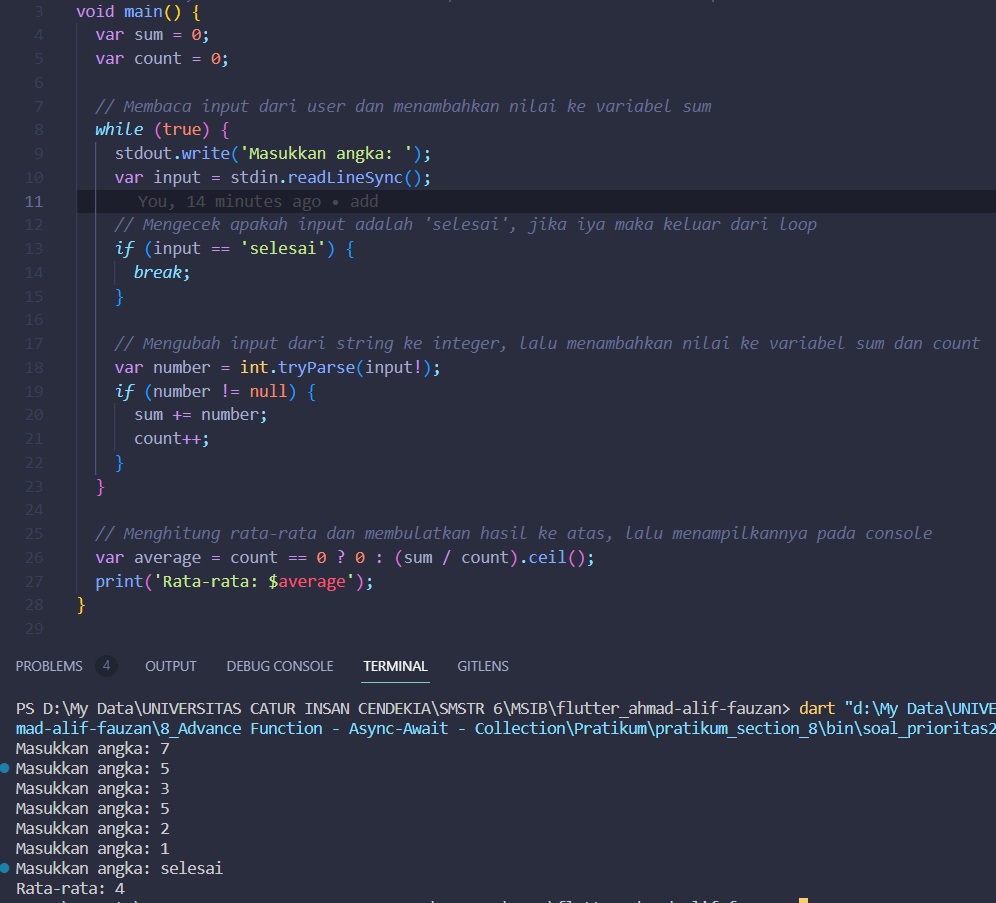 3 void main() {
4 var sum = 0;
5 var count = 0;
6
7 // Membaca input dari user dan menambahkan nilai ke variabel sum
8 while (true) {
9 stdout.write('Masukkan angka: ');
10 var input = stdin.readLineSync();
11 You, 14 minutes ago • add
12 // Mengecek apakah input adalah 'selesai', jika iya maka keluar dari loop
13 if (input == 'selesai') {
14 break;
15 }
16
17 // Mengubah input dari string ke integer, lalu menambahkan nilai ke variabel sum dan count
18 var number = int.tryParse(input!);
19 if (number != null) {
20 sum += number;
21 count++;
22 }
23 }
24
25 // Menghitung rata-rata dan membulatkan hasil ke atas, lalu menampilkannya pada console
26 var average = count == 0 ? 0 : (sum / count).ceil();
27 print('Rata-rata: $average');
28 }
29
PROBLEMS 4 OUTPUT DEBUG CONSOLE TERMINAL GITLENS
PS D:\My Data\UNIVERSITAS CATUR INSAN CENDEKIA\SMSTR 6\MSIB\flutter_ahmad-alif-fauzan> dart "d:\My Data\UNIVE
mad-alif-fauzan\8_Advance Function - Async-Await - Collection\Pratikum\pratikum_section_8\bin\soal_prioritas2
Masukkan angka: 7
Masukkan angka: 5
Masukkan angka: 3
Masukkan angka: 5
Masukkan angka: 2
Masukkan angka: 1
Masukkan angka: selesai
Rata-rata: 4